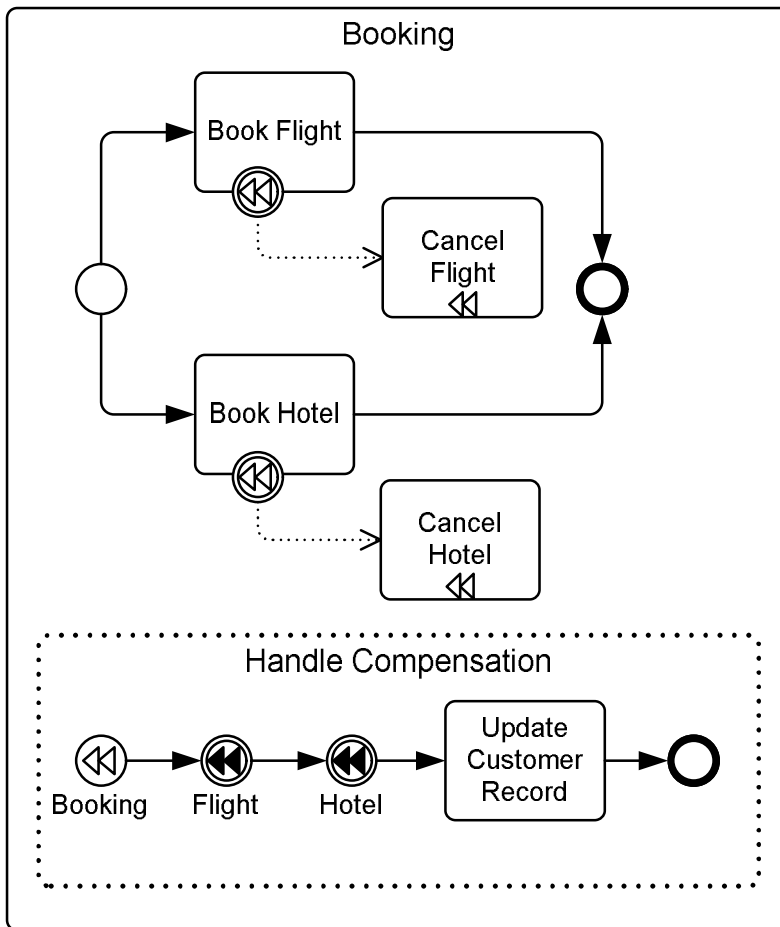 Booking
Book Flight
Cancel
Flight
Book Hotel
Cancel
Hotel
Handle Compensation
Update
Customer
Record
Booking
Flight
Hotel